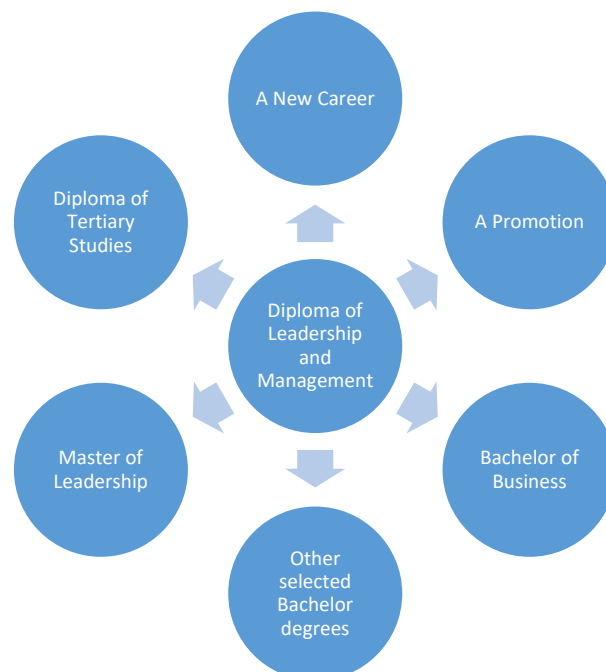 A New Career
Diploma of
Tertiary
Studies
A Promotion
Diploma of
Leadership
and
Management
Master of
Leadership
Bachelor of
Business
Other
selected
Bachelor
degrees